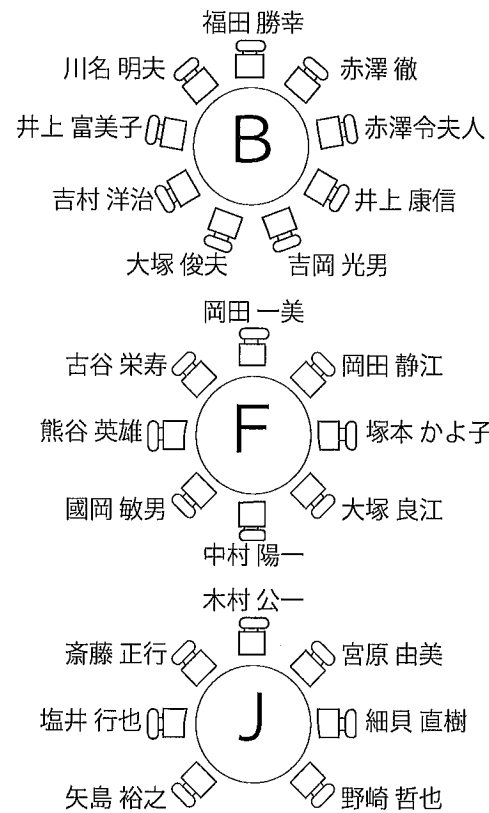 福田 勝幸
川名 明夫
赤澤 徹
井上 富美子
B
赤澤令夫人
吉村 洋治
井上 康信
大塚 俊夫
吉岡 光男
岡田 一美
古谷 栄寿
岡田 静江
熊谷 英雄
F
塚本 かよ子
國岡 敏男
大塚 良江
中村 陽一
木村 公一
斎藤 正行
宮原 由美
塩井 行也
J
細貝 直樹
矢島 裕之
野崎 哲也